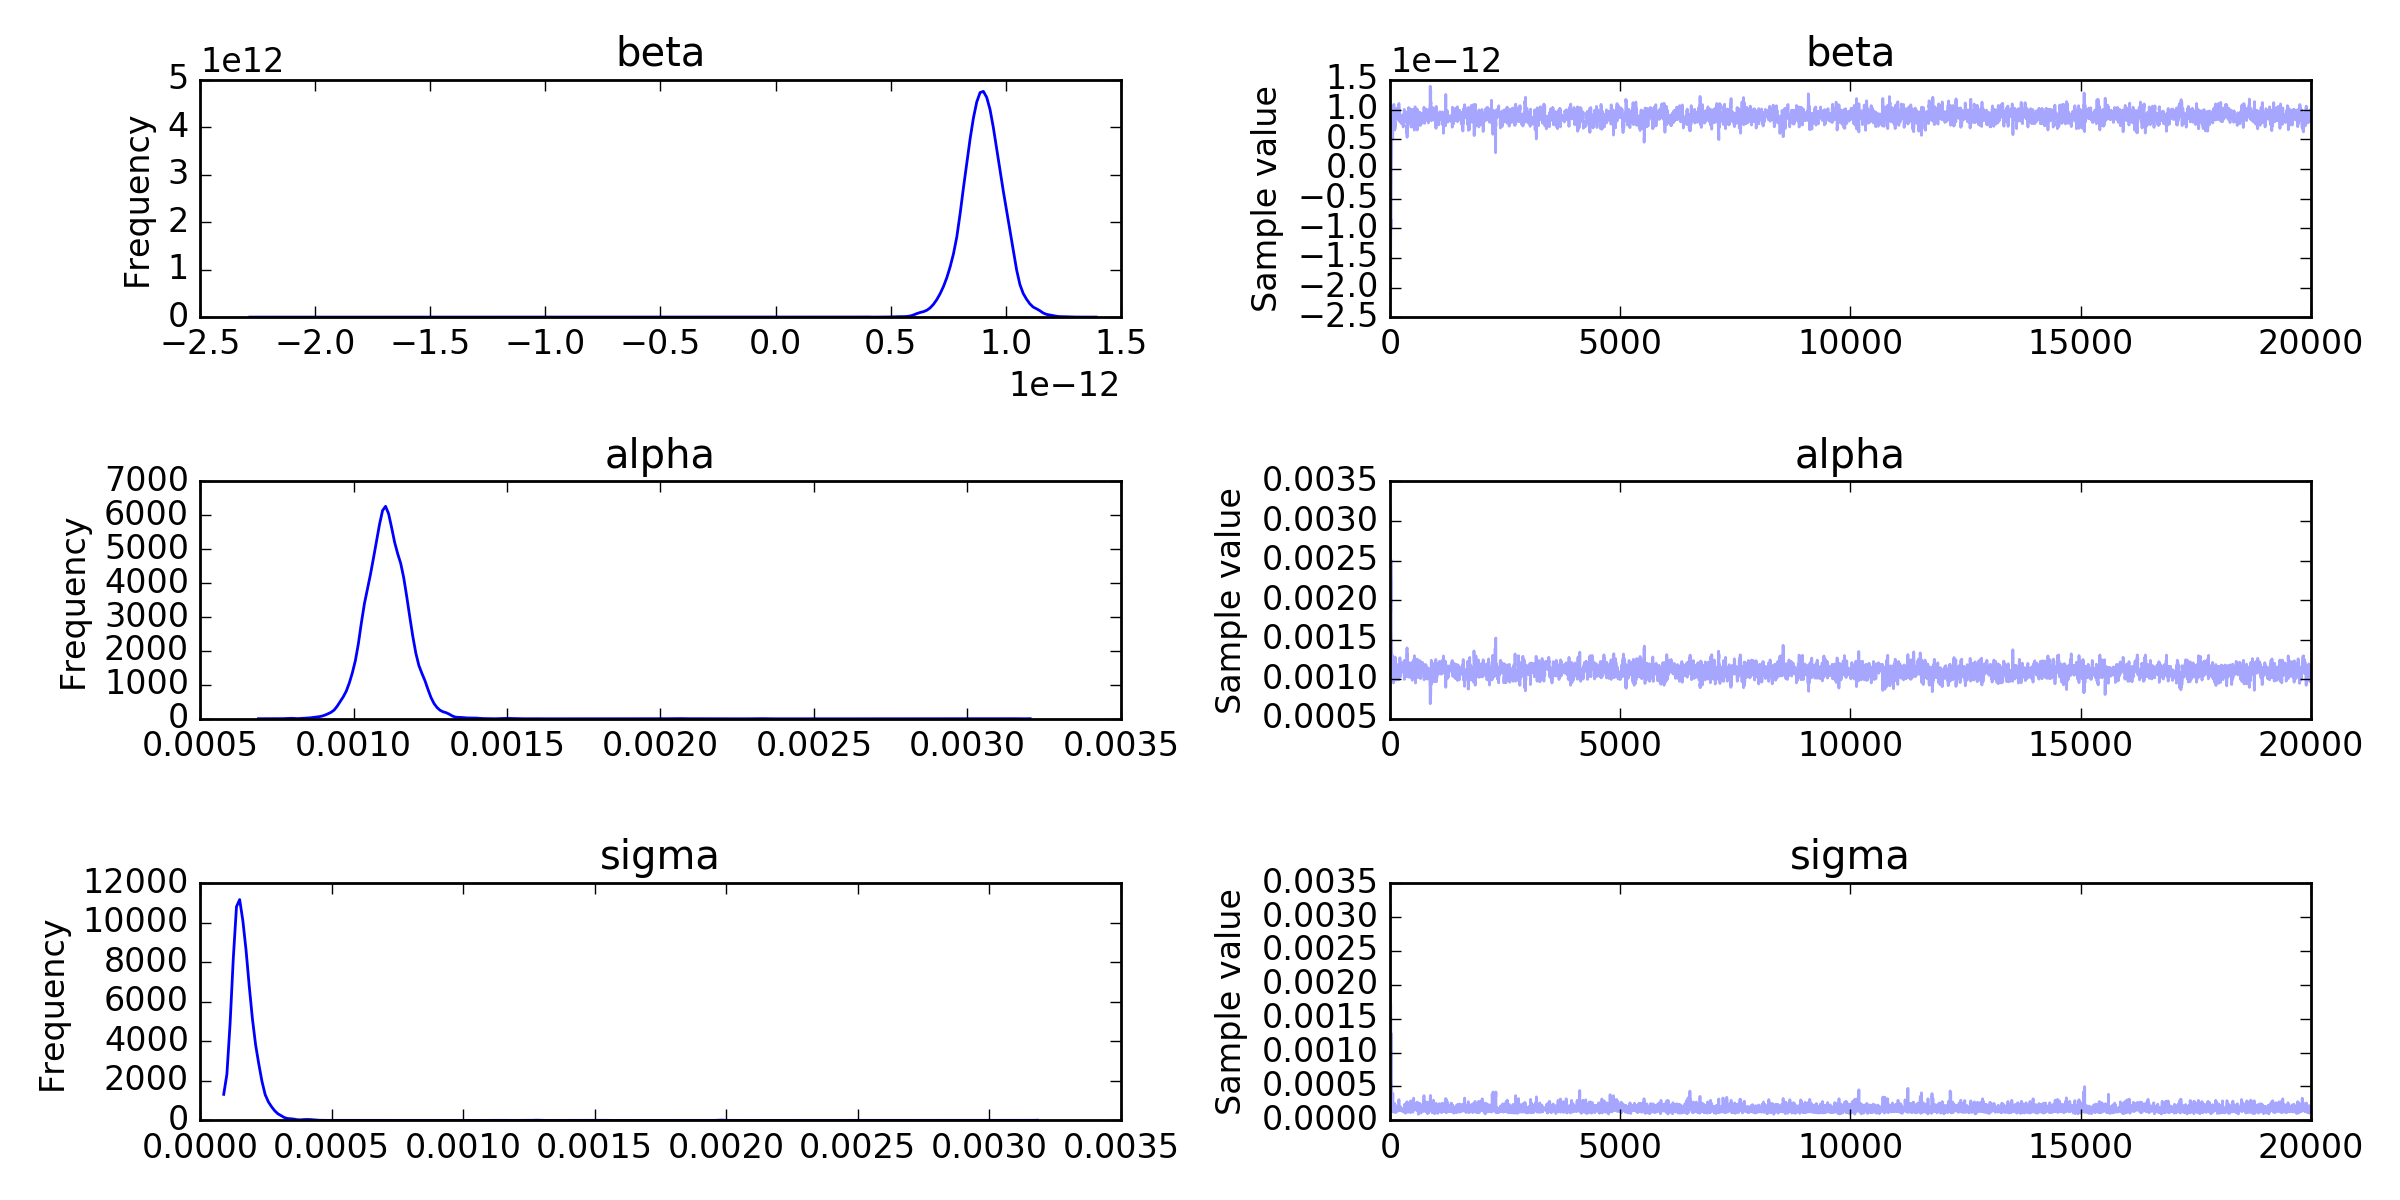 beta
1e12
Frequency
5
4
3
2
1
0
−2.5 −2.0 −1.5 −1.0 −0.5 0.0 0.5 1.0 1.5
1e−12
beta
1e−12
Sample value
1.5
1.0
0.5
0.0
−0.5
−1.0
−1.5
−2.0
−2.5
0 5000 10000 15000 20000
alpha
Frequency
7000
6000
5000
4000
3000
2000
1000
0
0.0005 0.0010 0.0015 0.0020 0.0025 0.0030 0.0035
alpha
Sample value
0.0035
0.0030
0.0025
0.0020
0.0015
0.0010
0.0005
0 5000 10000 15000 20000
sigma
Frequency
12000
10000
8000
6000
4000
2000
0
0.0000 0.0005 0.0010 0.0015 0.0020 0.0025 0.0030 0.0035
sigma
Sample value
0.0035
0.0030
0.0025
0.0020
0.0015
0.0010
0.0005
0.0000
0 5000 10000 15000 20000